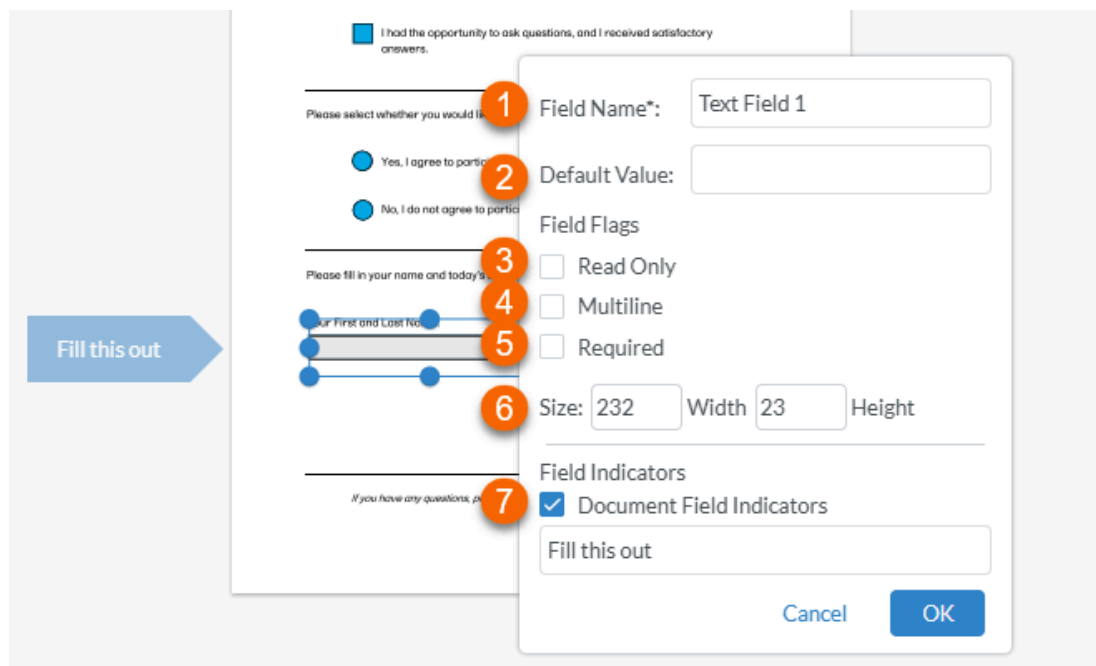 I had the opportunity to ask questions, and I received satisfactory
answers.
Please select whether you would
Yes, I agree to
No, I do not agree to
Please fill in your name and today's
First and Last
If you have any questions,
Fill this out
1 Field Name*: Text Field 1
2 Default Value:
Field Flags
3 Read Only
4 Multiline
5 Required
6 Size: 232 Width 23 Height
Field Indicators
7 Document Field Indicators
Fill this out
Cancel OK